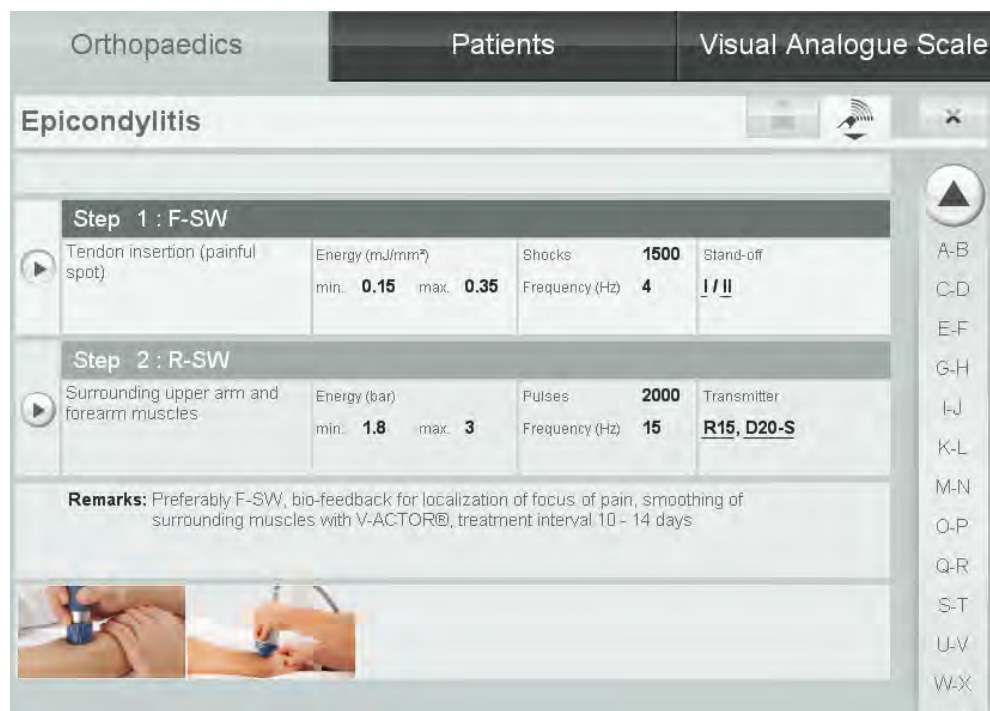 Orthopaedics Patients Visual Analogue Scale
Epicondylitis
Step 1 : F-SW
Tendon insertion (painful
spot)
Energy (mJ/mm²)
min. 0.15 max. 0.35
Shocks 1500
Frequency (Hz) 4
Stand-off
I / II
Step 2 : R-SW
Surrounding upper arm and
forearm muscles
Energy (bar)
min. 1.8 max. 3
Pulses 2000
Frequency (Hz) 15
Transmitter
R15, D20-S
Remarks: Preferably F-SW, bio-feedback for localization of focus of pain, smoothing of
surrounding muscles with V-ACTOR®, treatment interval 10 - 14 days
A-B
C-D
E-F
G-H
I-J
K-L
M-N
O-P
Q-R
S-T
U-V
W-X